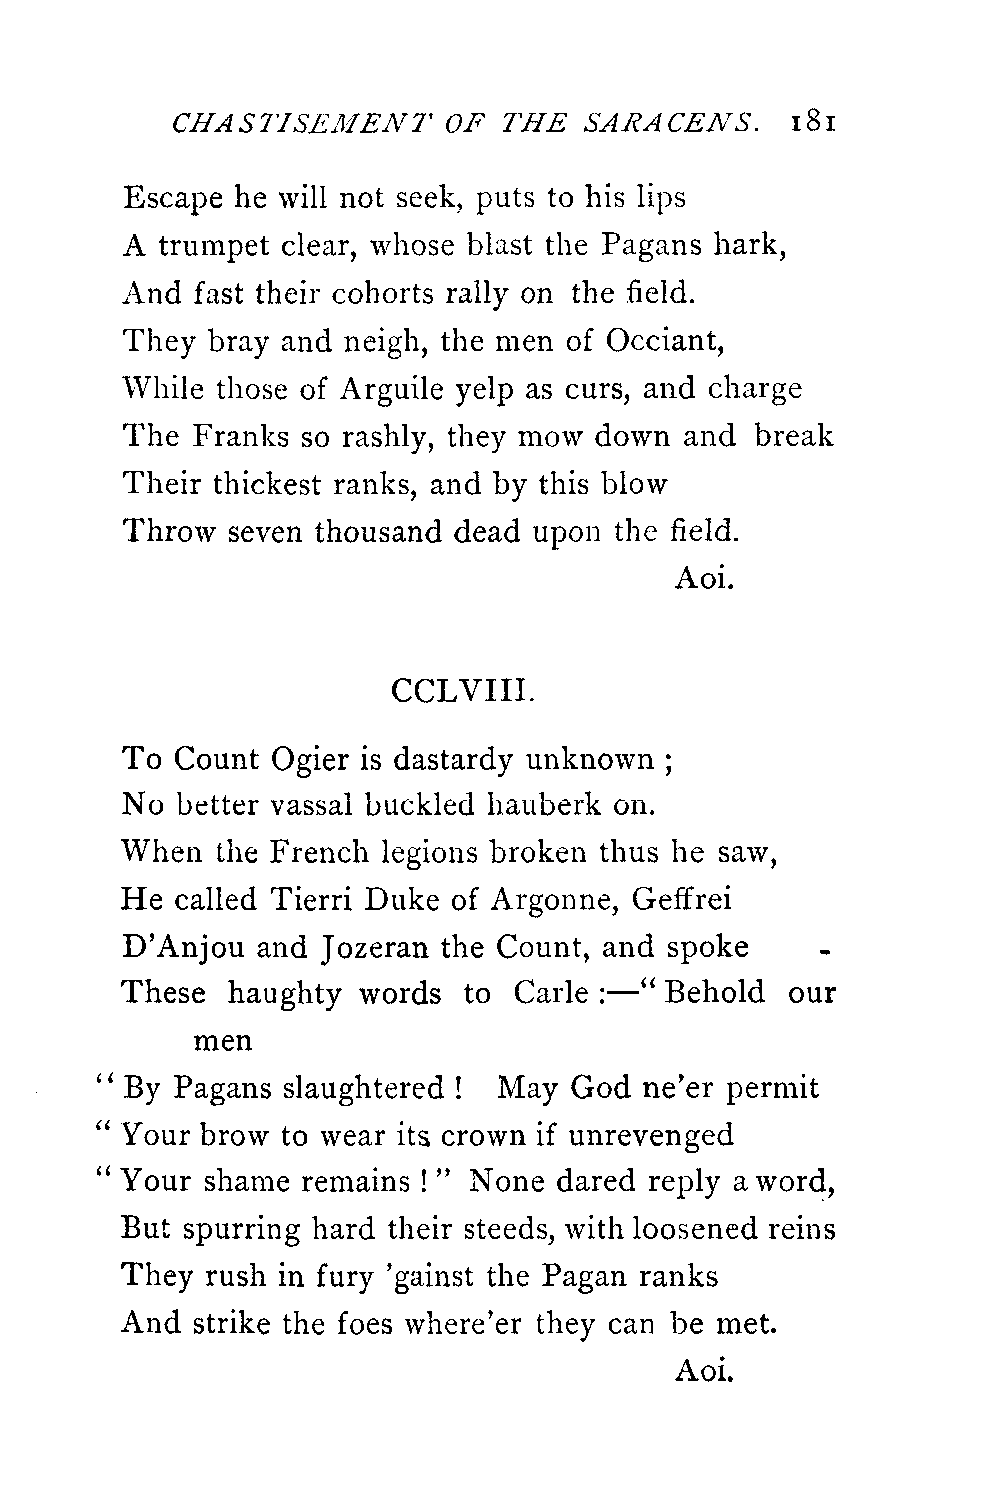 CHASTISEMENT OF THE SARACENS. 181
Escape he will not seek, puts to his lips
A trumpet clear, whose blast the Pagans hark,
And fast their cohorts rally on the field.
They bray and neigh, the men of Occiant,
While those of Arguile yelp as curs, and charge
The Franks so rashly, they mow down and break
Their thickest ranks, and by this blow
Throw seven thousand dead upon the field.
Aoi.
CCLVIII.
To Count Ogier is dastardy unknown ;
No better vassal buckled hauberk on.
When the French legions broken thus he saw,
He called Tierri Duke of Argonne, Geffrei
D’Anjou and Jozeran the Count, and spoke
These haughty words to Carle :—“ Behold our
men
“ By Pagans slaughtered ! May God ne’er permit
“ Your brow to wear its crown if unrevenged
“ Your shame remains ! ” None dared reply a word,
But spurring hard their steeds, with loosened reins
They rush in fury ’gainst the Pagan ranks
And strike the foes where’er they can be met.
Aoi.